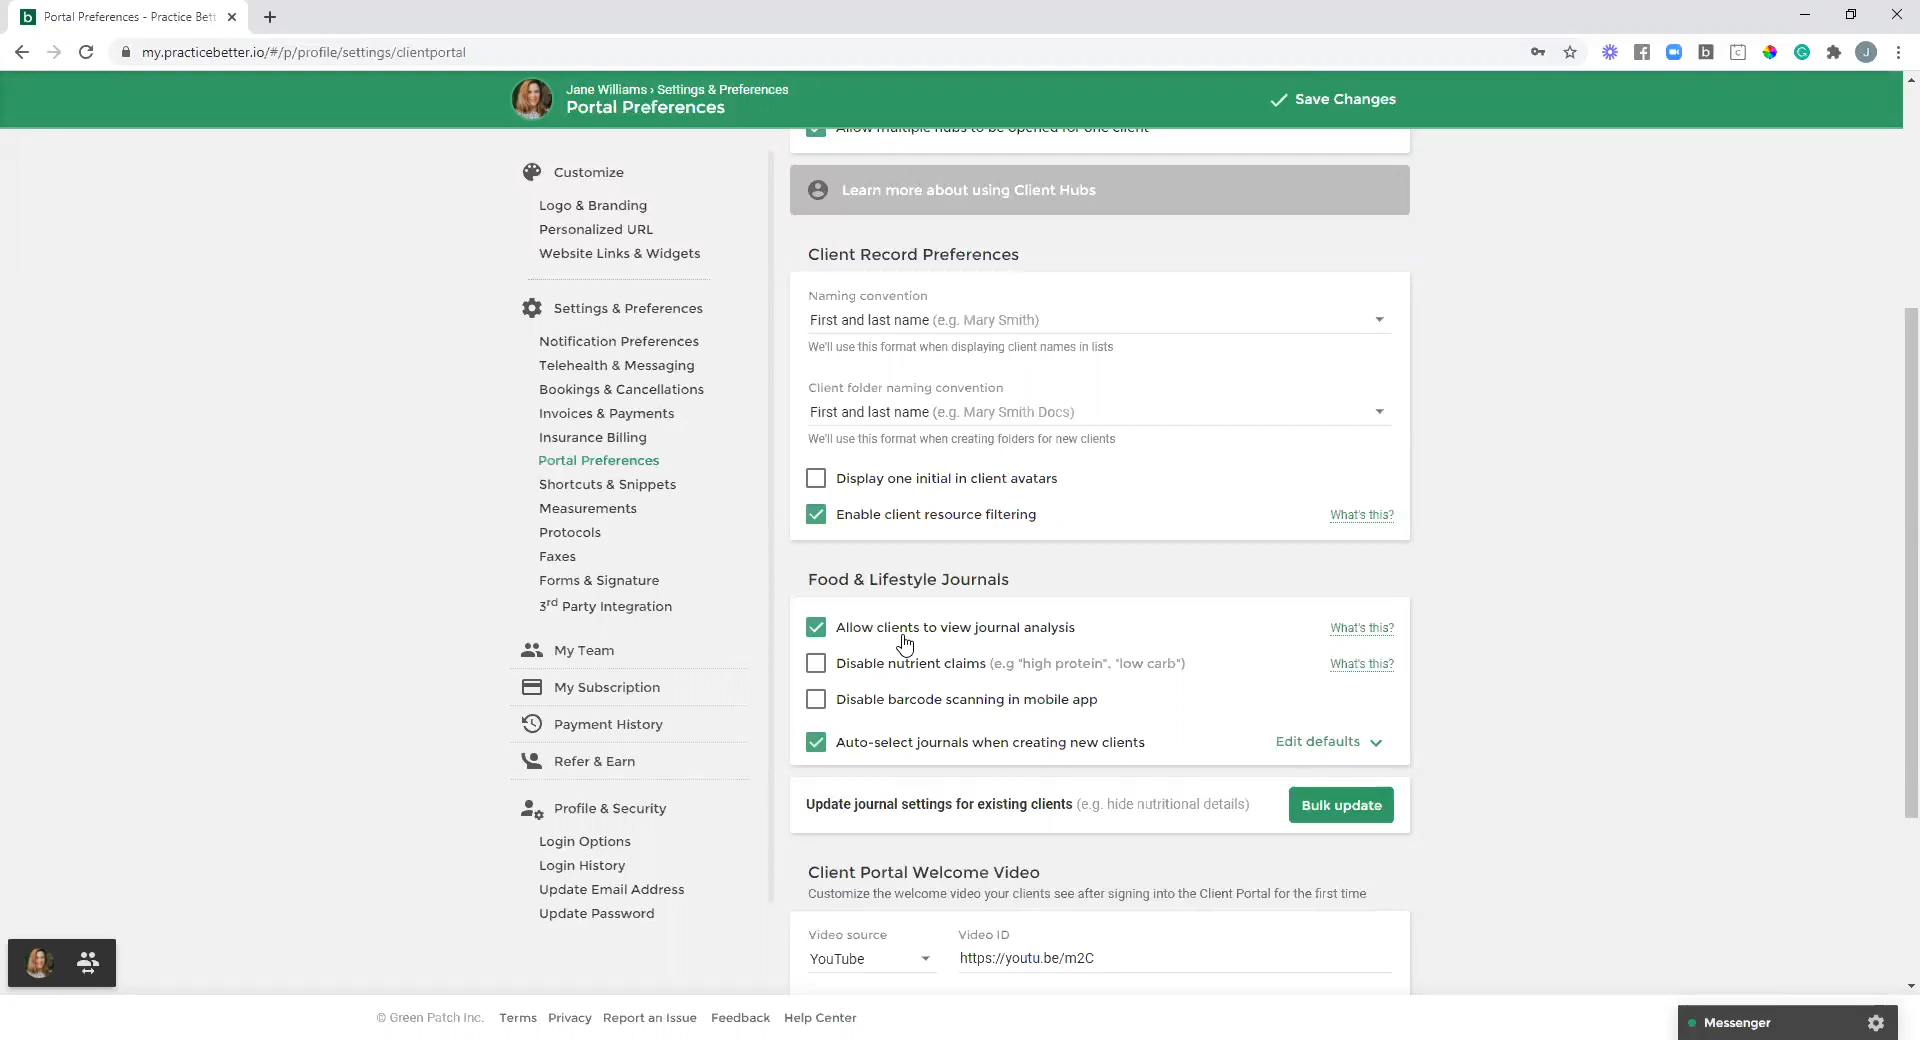 Portal Preferences - Practice Bett
my.practicebetter.io/#/p/profile/settings/clientportal
J
Jane Williams › Settings & Preferences
Portal Preferences
Save Changes
Customize
Logo & Branding
Personalized URL
Website Links & Widgets
Settings & Preferences
Notification Preferences
Telehealth & Messaging
Bookings & Cancellations
Invoices & Payments
Insurance Billing
Portal Preferences
Shortcuts & Snippets
Measurements
Protocols
Faxes
Forms & Signature
3rd Party Integration
My Team
My Subscription
Payment History
Refer & Earn
Profile & Security
Login Options
Login History
Update Email Address
Update Password
Allow multiple hubs to be opened for one client
Learn more about using Client Hubs
Client Record Preferences
Naming convention
First and last name (e.g. Mary Smith)
We'll use this format when displaying client names in lists
Client folder naming convention
First and last name (e.g. Mary Smith Docs)
We'll use this format when creating folders for new clients
Display one initial in client avatars
Enable client resource filtering What's this?
Food & Lifestyle Journals
Allow clients to view journal analysis What's this?
Disable nutrient claims (e.g "high protein", "low carb") What's this?
Disable barcode scanning in mobile app
Auto-select journals when creating new clients Edit defaults
Update journal settings for existing clients (e.g. hide nutritional details) Bulk update
Client Portal Welcome Video
Customize the welcome video your clients see after signing into the Client Portal for the first time
Video source Video ID
YouTube https://youtu.be/m2C
© Green Patch Inc. Terms Privacy Report an Issue Feedback Help Center
Messenger